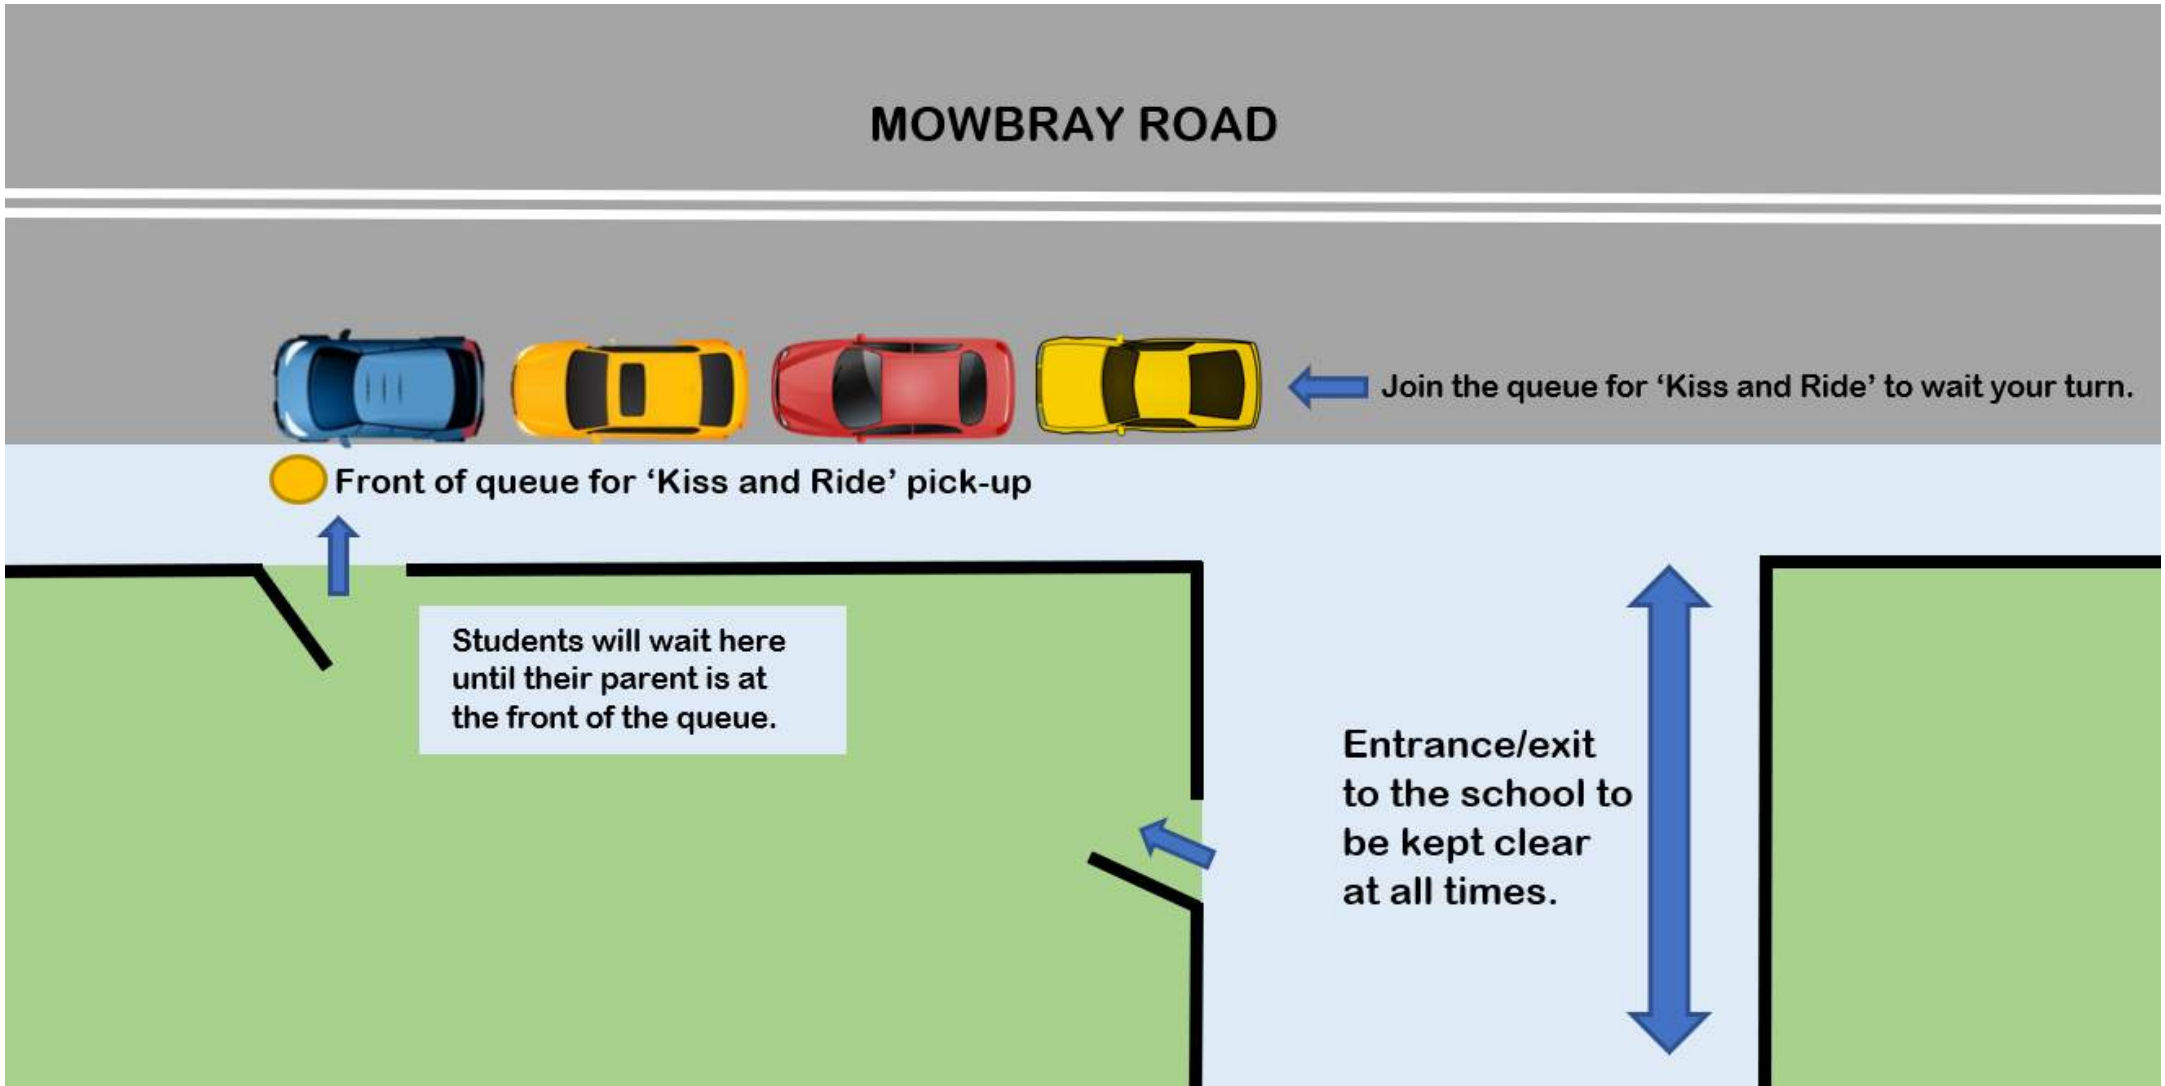 MOWBRAY ROAD
Join the queue for ‘Kiss and Ride’ to wait your turn.
Front of queue for ‘Kiss and Ride’ pick-up
Students will wait here
until their parent is at
the front of the queue.
Entrance/exit
to the school to
be kept clear
at all times.